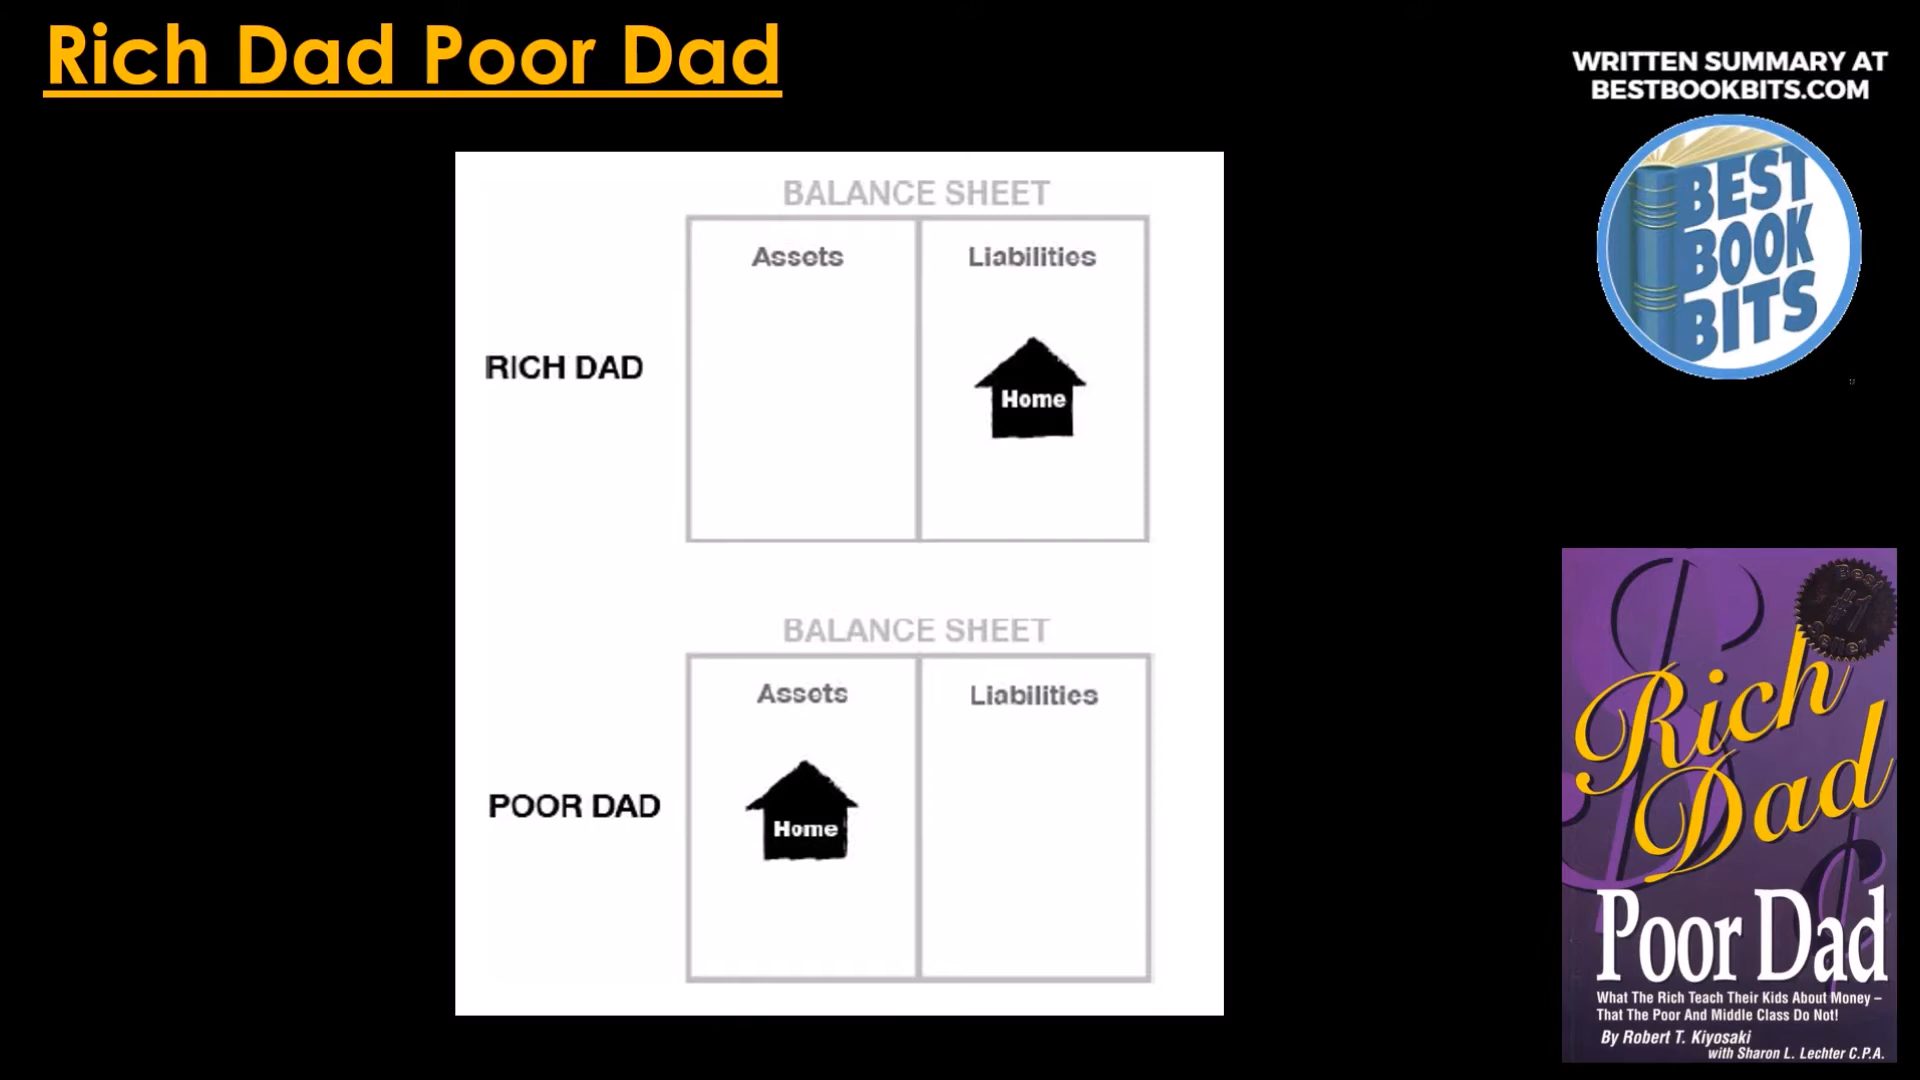 Rich Dad Poor Dad
WRITTEN SUMMARY AT
BESTBOOKBITS.COM
BEST
BOOK
BITS
BALANCE SHEET
Assets
Liabilities
RICH DAD
Home
BALANCE SHEET
Assets
Liabilities
POOR DAD
Home
Best
#1
Seller
Rich
Dad
Poor Dad
What The Rich Teach Their Kids About Money –
That The Poor And Middle Class Do Not!
By Robert T. Kiyosaki
with Sharon L. Lechter C.P.A.